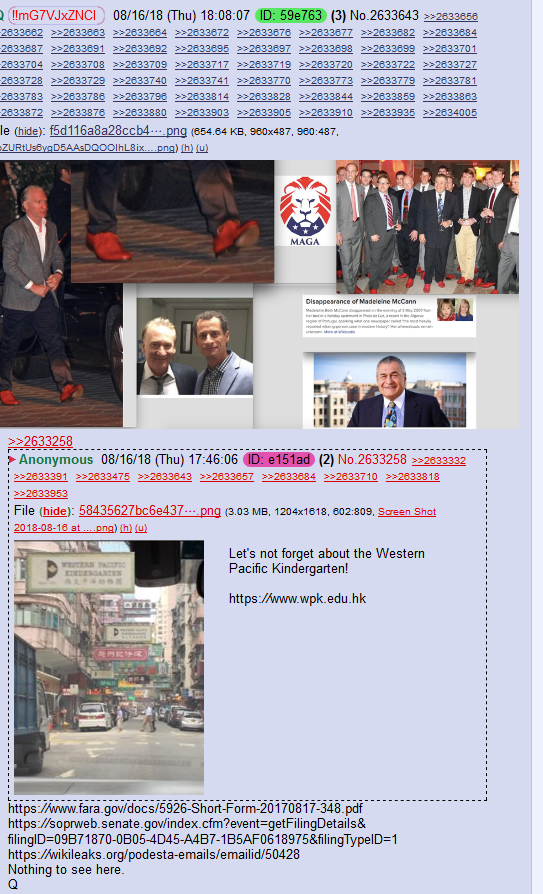 Q !!mG7VJxZNCI 08/16/18 (Thu) 18:08:07 ID: 59e763 (3) No.2633643 >>2633656
>>2633662 >>2633663 >>2633664 >>2633672 >>2633676 >>2633677 >>2633682 >>2633684
>>2633687 >>2633691 >>2633692 >>2633695 >>2633697 >>2633698 >>2633699 >>2633701
>>2633704 >>2633708 >>2633709 >>2633717 >>2633719 >>2633720 >>2633722 >>2633727
>>2633728 >>2633729 >>2633740 >>2633741 >>2633770 >>2633773 >>2633779 >>2633781
>>2633783 >>2633786 >>2633796 >>2633814 >>2633828 >>2633844 >>2633859 >>2633863
>>2633872 >>2633876 >>2633880 >>2633903 >>2633905 >>2633910 >>2633935 >>2634005
File (hide): f5d116a8a28ccb4⋯.png (654.64 KB, 960x487, 960:487,
png) (h) (u)
MAGA
Disappearance of Madeleine McCann
>>2633258
Anonymous 08/16/18 (Thu) 17:46:06 ID: e151ad (2) No.2633258 >>2633332
>>2633391 >>2633475 >>2633643 >>2633657 >>2633684 >>2633710 >>2633818
>>2633953
File (hide): 58435627bc6e437⋯.png (3.03 MB, 1204x1618, 602:809, Screen Shot
2018-08-16 at ....png) (h) (u)
WESTERN PACIFIC
KINDERGARTEN
Let's not forget about the Western
Pacific Kindergarten!
https://www.wpk.edu.hk
https://www.fara.gov/docs/5926-Short-Form-20170817-348.pdf
https://soprweb.senate.gov/index.cfm?event=getFilingDetails&
filingID=09B71870-0B05-4D45-A4B7-1B5AF0618975&filingTypeID=1
https://wikileaks.org/podesta-emails/emailid/50428
Nothing to see here.
Q